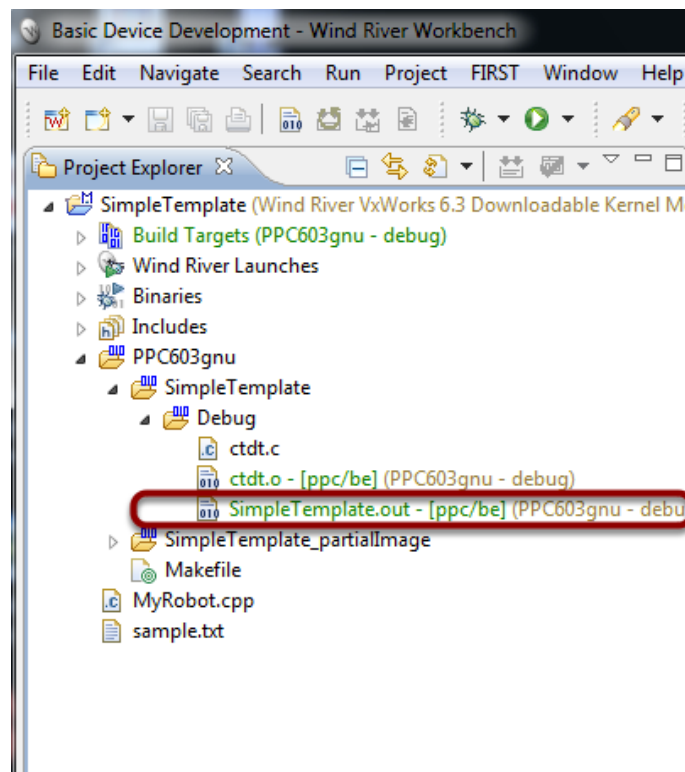 Basic Device Development - Wind River Workbench
File Edit Navigate Search Run Project FIRST Window Help
Project Explorer
SimpleTemplate (Wind River VxWorks 6.3 Downloadable Kernel M
Build Targets (PPC603gnu - debug)
Wind River Launches
Binaries
Includes
PPC603gnu
SimpleTemplate
Debug
ctdt.c
ctdt.o - [ppc/be] (PPC603gnu - debug)
SimpleTemplate.out - [ppc/be] (PPC603gnu - debu
SimpleTemplate_partialImage
Makefile
MyRobot.cpp
sample.txt